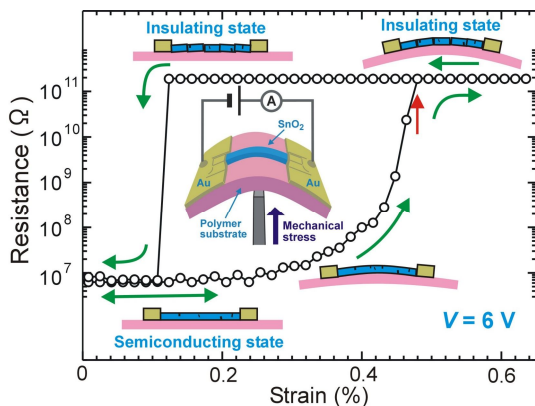 Insulating state
Insulating state
Resistance (Ω)
10¹¹
10¹⁰
10⁹
10⁸
10⁷
A
SnO₂
Au
Au
Polymer
substrate
Mechanical
stress
Semiconducting state
V = 6 V
0
0.2
0.4
0.6
Strain (%)